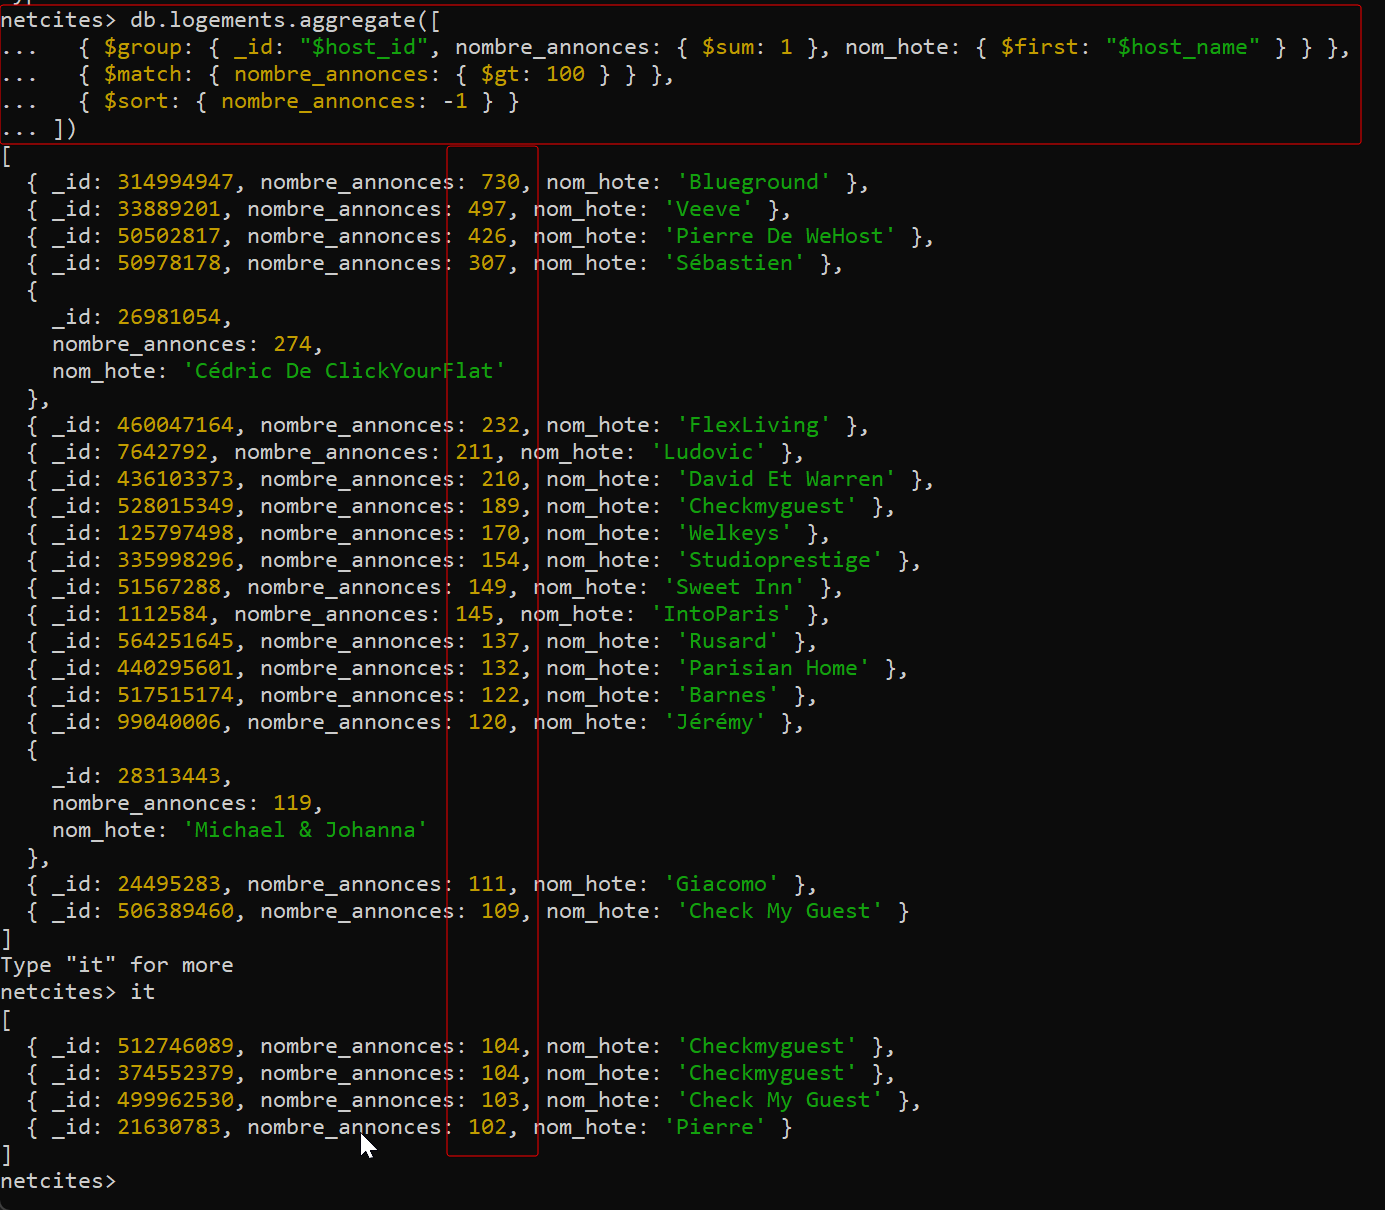 netcites> db.logements.aggregate([
...   { $group: { _id: "$host_id", nombre_annonces: { $sum: 1 }, nom_hote: { $first: "$host_name" } } },
...   { $match: { nombre_annonces: { $gt: 100 } } },
...   { $sort: { nombre_annonces: -1 } }
... ])
[
  { _id: 314994947, nombre_annonces: 730, nom_hote: 'Blueground' },
  { _id: 33889201, nombre_annonces: 497, nom_hote: 'Veeve' },
  { _id: 50502817, nombre_annonces: 426, nom_hote: 'Pierre De WeHost' },
  { _id: 50978178, nombre_annonces: 307, nom_hote: 'Sébastien' },
  {
    _id: 26981054,
    nombre_annonces: 274,
    nom_hote: 'Cédric De ClickYourFlat'
  },
  { _id: 460047164, nombre_annonces: 232, nom_hote: 'FlexLiving' },
  { _id: 7642792, nombre_annonces: 211, nom_hote: 'Ludovic' },
  { _id: 436103373, nombre_annonces: 210, nom_hote: 'David Et Warren' },
  { _id: 528015349, nombre_annonces: 189, nom_hote: 'Checkmyguest' },
  { _id: 125797498, nombre_annonces: 170, nom_hote: 'Welkeys' },
  { _id: 335998296, nombre_annonces: 154, nom_hote: 'Studioprestige' },
  { _id: 51567288, nombre_annonces: 149, nom_hote: 'Sweet Inn' },
  { _id: 1112584, nombre_annonces: 145, nom_hote: 'IntoParis' },
  { _id: 564251645, nombre_annonces: 137, nom_hote: 'Rusard' },
  { _id: 440295601, nombre_annonces: 132, nom_hote: 'Parisian Home' },
  { _id: 517515174, nombre_annonces: 122, nom_hote: 'Barnes' },
  { _id: 99040006, nombre_annonces: 120, nom_hote: 'Jérémy' },
  {
    _id: 28313443,
    nombre_annonces: 119,
    nom_hote: 'Michael & Johanna'
  },
  { _id: 24495283, nombre_annonces: 111, nom_hote: 'Giacomo' },
  { _id: 506389460, nombre_annonces: 109, nom_hote: 'Check My Guest' }
]
Type "it" for more
netcites> it
[
  { _id: 512746089, nombre_annonces: 104, nom_hote: 'Checkmyguest' },
  { _id: 374552379, nombre_annonces: 104, nom_hote: 'Checkmyguest' },
  { _id: 499962530, nombre_annonces: 103, nom_hote: 'Check My Guest' },
  { _id: 21630783, nombre_annonces: 102, nom_hote: 'Pierre' }
]
netcites>